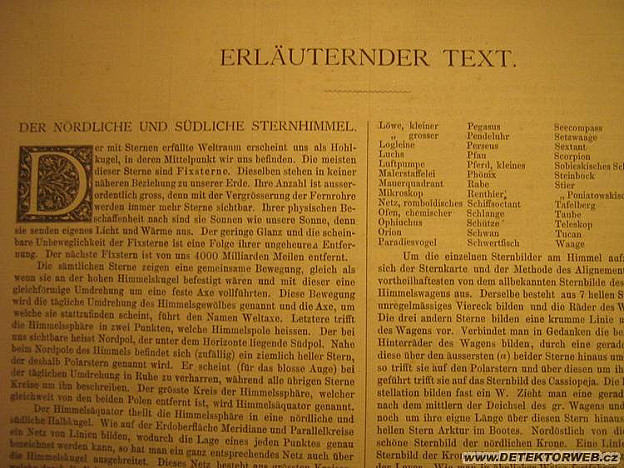 ERLÄUTERNDER TEXT.
DER NÖRDLICHE UND SÜDLICHE STERNHIMMEL.
Der mit Sternen erfüllte Weltraum erscheint uns als Hohl-
kugel, in deren Mittelpunkt wir uns befinden. Die meisten
dieser Sterne sind Fixsterne. Dieselben stehen in keiner
näheren Beziehung zu unserer Erde. Ihre Anzahl ist ausser-
ordentlich gross, denn mit der Vergrösserung der Fernrohre
werden immer mehr Sterne sichtbar. Ihrer physischen Be-
schaffenheit nach sind sie Sonnen wie unsere Sonne, denn
sie senden eigenes Licht und Wärme aus. Der geringe Glanz und die schein-
bare Unbeweglichkeit der Fixsterne ist eine Folge ihrer ungeheuren Entfer-
nung. Der nächste Fixstern ist von uns 4000 Milliarden Meilen entfernt.
Die sämtlichen Sterne zeigen eine gemeinsame Bewegung, gleich als
wenn sie an der hohen Himmelskugel befestigt wären und mit dieser eine
gleichförmige Umdrehung um eine feste Axe vollführten. Diese Bewegung
wird die tägliche Umdrehung des Himmelsgewölbes genannt und die Axe, um
welche sie stattzufinden scheint, führt den Namen Weltaxe. Letztere trifft
die Himmelssphäre in zwei Punkten, welche Himmelspole heissen. Der bei
uns sichtbare heisst Nordpol, der unter dem Horizonte liegende Südpol. Nahe
beim Nordpole des Himmels befindet sich (zufällig) ein ziemlich heller Stern,
der deshalb Polarstern genannt wird. Er scheint (für das blosse Auge) bei
der täglichen Umdrehung in Ruhe zu verharren, während alle übrigen Sterne
Kreise um ihn beschreiben. Der grösste Kreis der Himmelssphäre, welcher
gleichweit von den beiden Polen entfernt ist, wird Himmelsäquator genannt.
Der Himmelsäquator theilt die Himmelssphäre in eine nördliche und
südliche Halbkugel. Wie auf der Erdoberfläche Meridiane und Parallelkreise
ein Netz von Linien bilden, wodurch die Lage eines jeden Punktes genau
bezeichnet werden kann, so hat man ein ganz entsprechendes Netz auch über
die Himmelskugel ausgebreitet. Dieses Netz besteht aus grössten Kreisen
Löwe, kleiner
„ grosser
Logleine
Luchs
Luftpumpe
Malerstaffelei
Mauerquadrant
Mikroskop
Netz, romboldisches
Ofen, chemischer
Ophiuchus
Orion
Paradiesvogel
Pegasus
Pendeluhr
Perseus
Pfau
Pferd, kleines
Phönix
Rabe
Renthier
Schiffsoctant
Schlange
Schütze
Schwan
Schwertfisch
Seecompass
Setzwaage
Sextant
Scorpion
Sobieskisches Sch
Steinbock
Stier
„ Poniatowskis
Tafelberg
Taube
Teleskop
Tucan
Waage
Um die einzelnen Sternbilder am Himmel aufz
sich der Sternkarte und der Methode des Alignement
vortheilhaftesten von dem allbekannten Sternbilde des
Himmelswagens aus. Derselbe besteht aus 7 hellen S
unregelmässiges Viereck bilden und die Räder des W
Die drei andern Sterne bilden eine krumme Linie u
des Wagens vor. Verbindet man in Gedanken die be
Hinterräder des Wagens bilden, durch eine gerade
diese über den äussersten (α) beider Sterne hinaus um
so trifft sie auf den Polarstern und über diesen um ih
geführt trifft sie auf das Sternbild der Cassiopeja. Die
stellation bilden fast ein W. Zieht man eine gerad
nach dem mittlern der Deichsel des gr. Wagens und
noch um ihre eigne Länge über diesen Stern hinaus
hellen Stern Arktur im Bootes. Nordöstlich von die
schöne Sternbild der nördlichen Krone. Eine Linie
WWW.DETEKTORWEB.cz